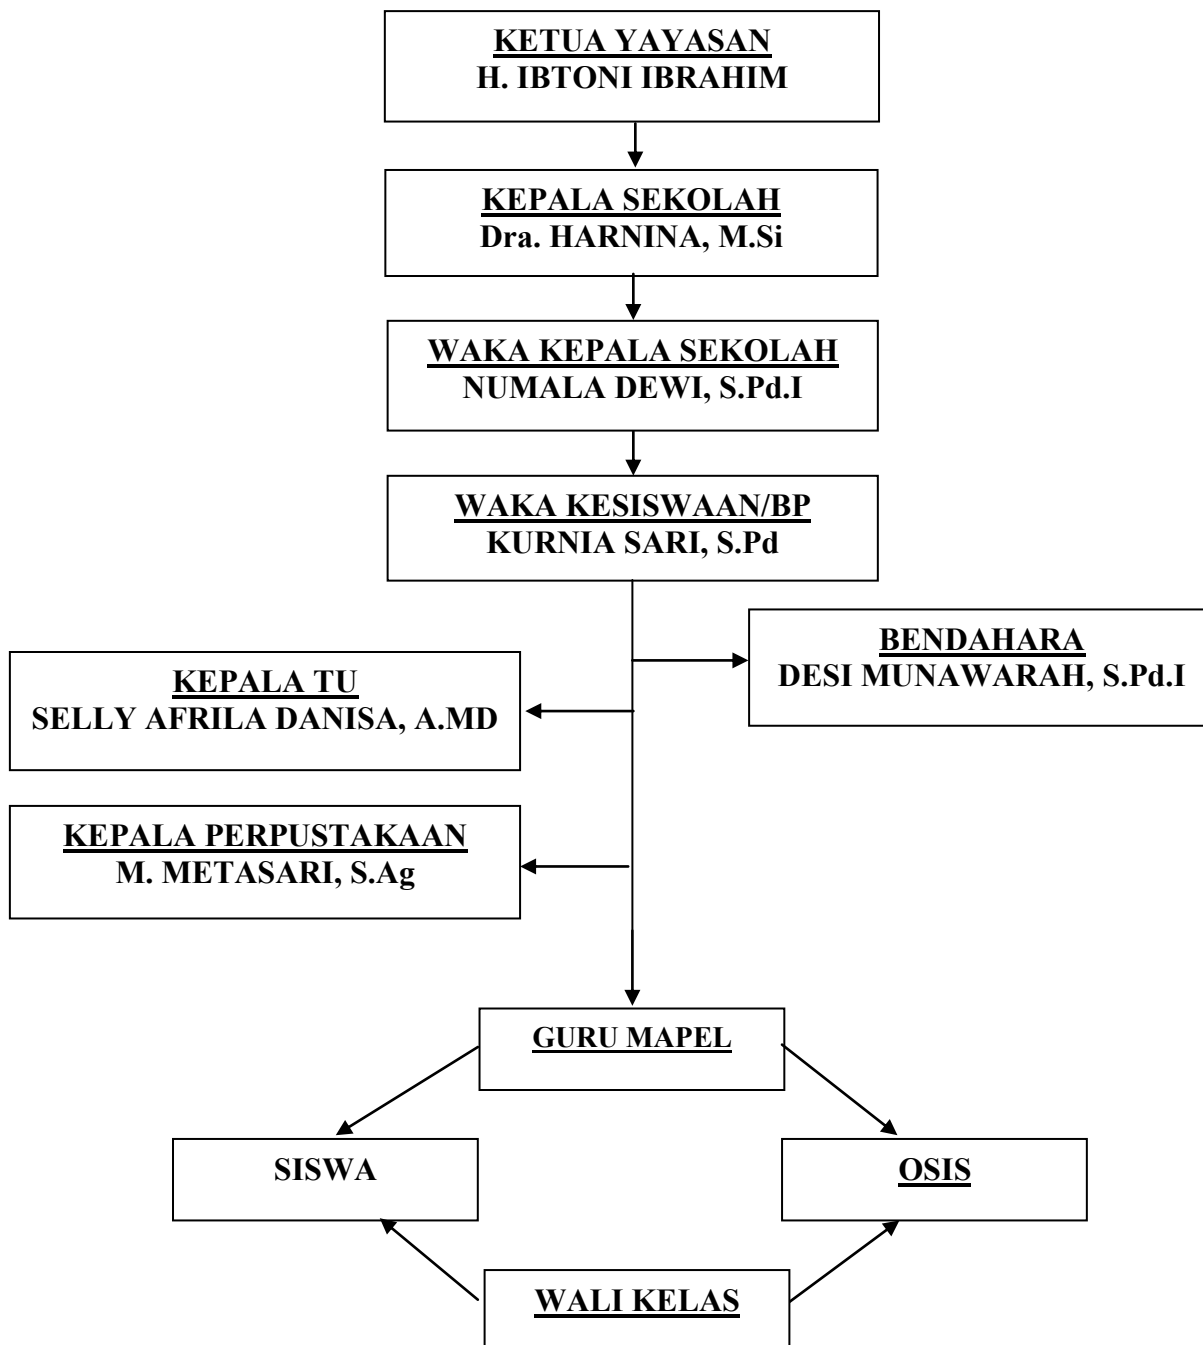 KETUA YAYASAN
H. IBTONI IBRAHIM
KEPALA SEKOLAH
Dra. HARNINA, M.Si
WAKA KEPALA SEKOLAH
NUMALA DEWI, S.Pd.I
WAKA KESISWAAN/BP
KURNIA SARI, S.Pd
BENDAHARA
DESI MUNAWARAH, S.Pd.I
KEPALA TU
SELLY AFRILA DANISA, A.MD
KEPALA PERPUSTAKAAN
M. METASARI, S.Ag
GURU MAPEL
SISWA
OSIS
WALI KELAS